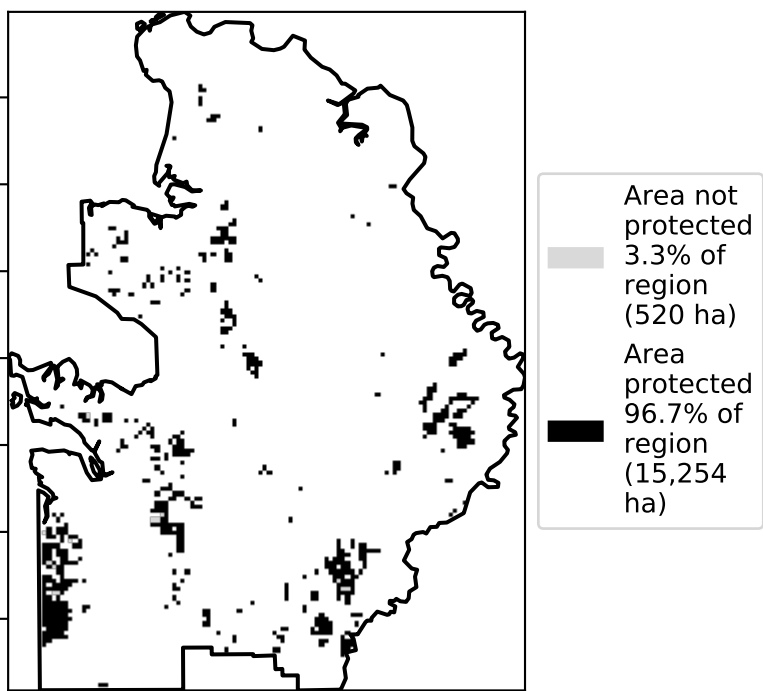 Area not
protected
3.3% of
region
(520 ha)
Area
protected
96.7% of
region
(15,254
ha)